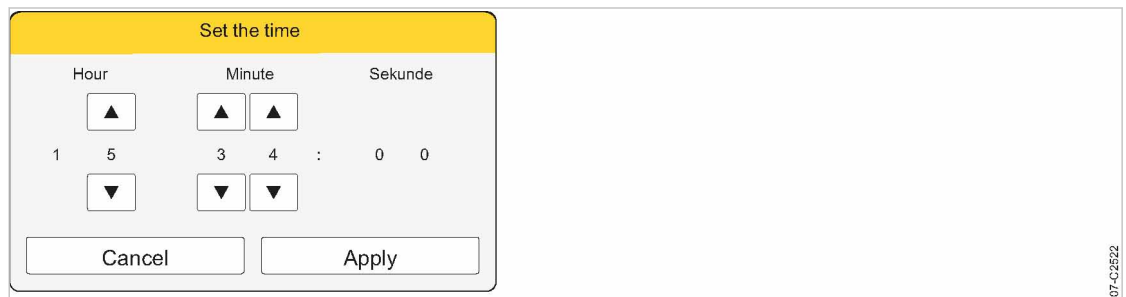 Set the time
Hour Minute Sekunde
▲ ▲ ▲
1 5 3 4 : 0 0
▼ ▼ ▼
Cancel Apply
07-C2522